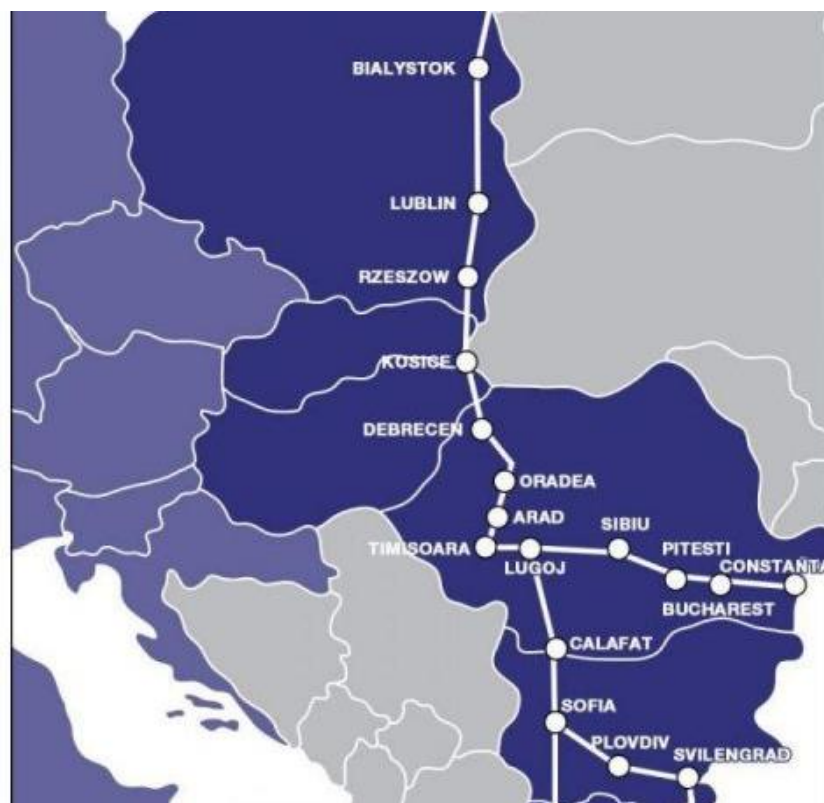 BIALYSTOK
LUBLIN
RZESZOW
KOSICE
DEBRECEN
ORADEA
ARAD
TIMISOARA
LUGOJ
SIBIU
PITESTI
CONSTANTA
BUCHAREST
CALAFAT
SOFIA
PLOVDIV
SVILENGRAD